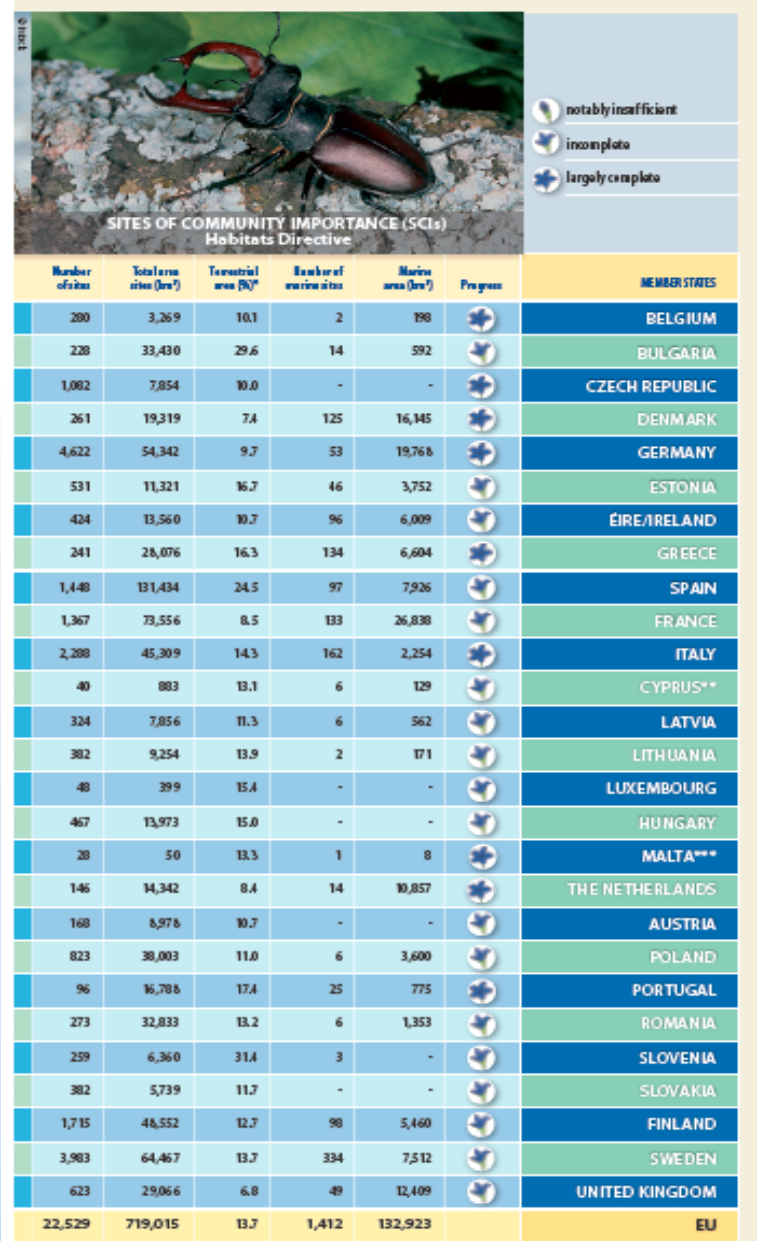 notably insufficient
incomplete
largely complete
SITES OF COMMUNITY IMPORTANCE (SCIs)
Habitats Directive
Number of sites Total area sites (km²) Terrestrial area (%)* Number of marine sites Marine area (km²) Progress MEMBER STATES
280 3,269 10.1 2 198 BELGIUM
228 33,430 29.6 14 592 BULGARIA
1,082 7,854 10.0 - - CZECH REPUBLIC
261 19,319 7.4 125 16,145 DENMARK
4,622 54,342 9.7 53 19,768 GERMANY
531 11,321 16.7 46 3,752 ESTONIA
424 13,560 10.7 96 6,009 ÉIRE/IRELAND
241 28,076 16.3 134 6,604 GREECE
1,448 131,434 24.5 97 7,926 SPAIN
1,367 73,556 8.5 133 26,838 FRANCE
2,288 45,309 14.3 162 2,254 ITALY
40 883 13.1 6 129 CYPRUS**
324 7,856 11.3 6 562 LATVIA
382 9,254 13.9 2 171 LITHUANIA
48 399 15.4 - - LUXEMBOURG
467 13,973 15.0 - - HUNGARY
28 50 13.3 1 8 MALTA***
146 14,342 8.4 14 10,857 THE NETHERLANDS
168 8,978 10.7 - - AUSTRIA
823 38,003 11.0 6 3,600 POLAND
96 16,788 17.4 25 775 PORTUGAL
273 32,833 13.2 6 1,353 ROMANIA
259 6,360 31.4 3 - SLOVENIA
382 5,739 11.7 - - SLOVAKIA
1,715 48,552 12.7 98 5,460 FINLAND
3,983 64,467 13.7 334 7,512 SWEDEN
623 29,066 6.8 49 12,409 UNITED KINGDOM
22,529 719,015 13.7 1,412 132,923 EU